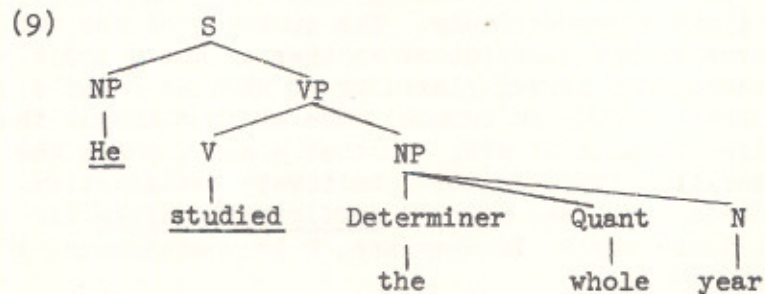 (9) S
NP VP
He V NP
studied Determiner Quant N
the whole year